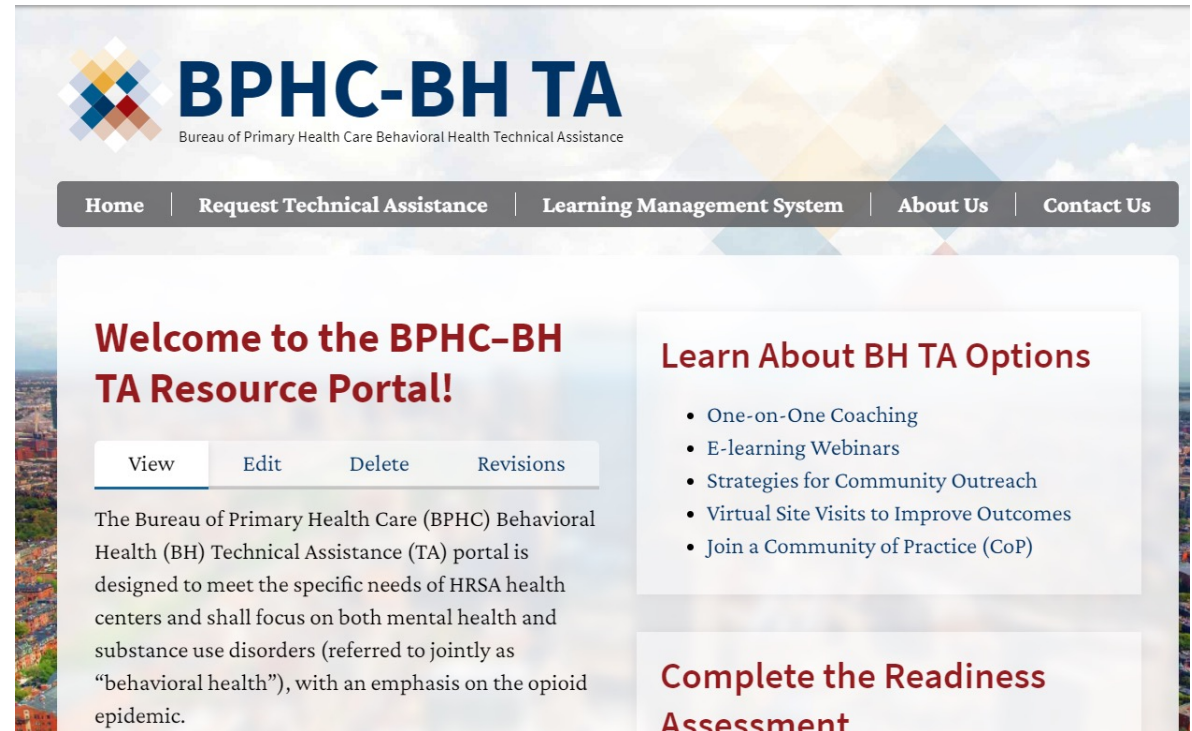 BPHC-BH TA
Bureau of Primary Health Care Behavioral Health Technical Assistance
Home Request Technical Assistance Learning Management System About Us Contact Us
Welcome to the BPHC–BH
TA Resource Portal!
View Edit Delete Revisions
The Bureau of Primary Health Care (BPHC) Behavioral
Health (BH) Technical Assistance (TA) portal is
designed to meet the specific needs of HRSA health
centers and shall focus on both mental health and
substance use disorders (referred to jointly as
“behavioral health”), with an emphasis on the opioid
epidemic.
Learn About BH TA Options
• One-on-One Coaching
• E-learning Webinars
• Strategies for Community Outreach
• Virtual Site Visits to Improve Outcomes
• Join a Community of Practice (CoP)
Complete the Readiness
Assessment